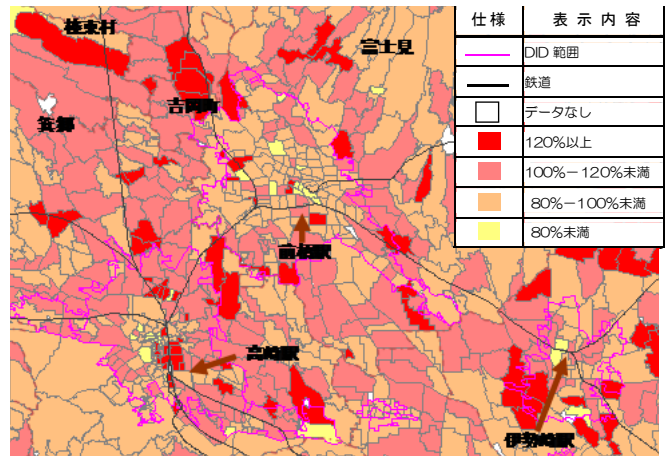 榛東村
富士見
吉岡町
箕郷
前橋駅
高崎駅
伊勢崎駅
仕様 表示内容
DID 範囲
鉄道
データなし
120%以上
100%－120%未満
80%－100%未満
80%未満